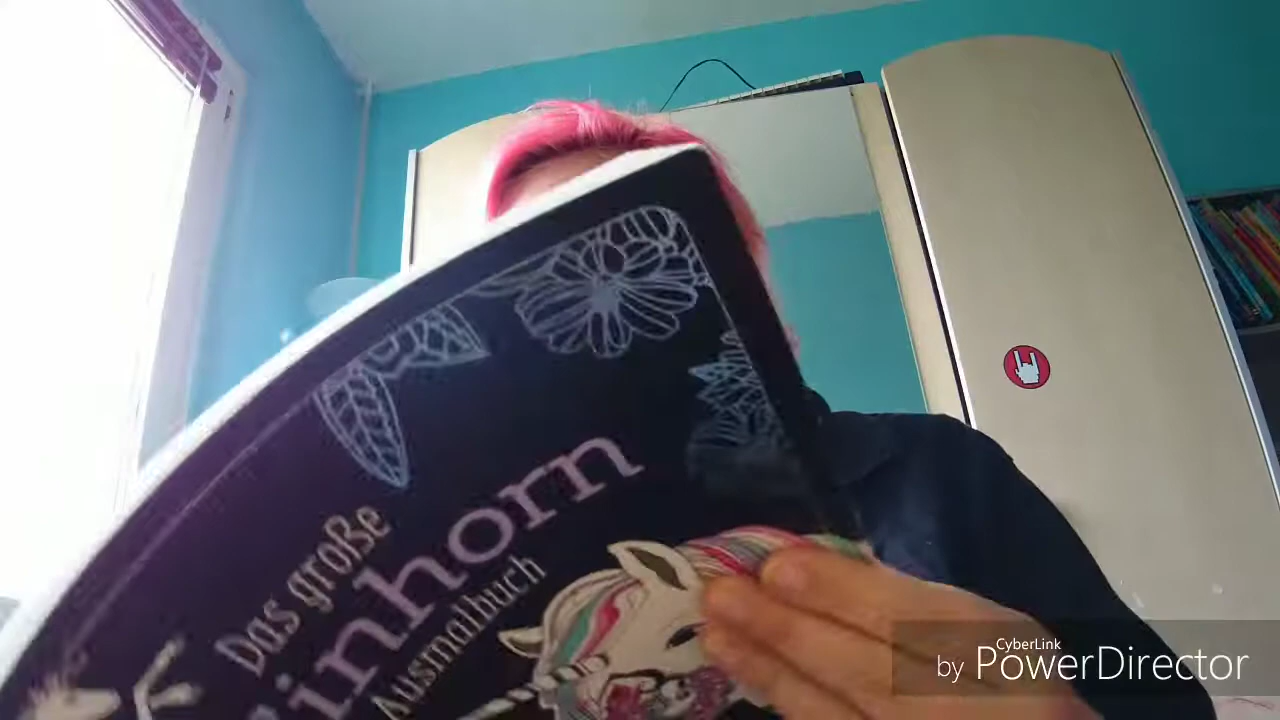 Das große
inhorn
Ausmalbuch
CyberLink
by PowerDirector